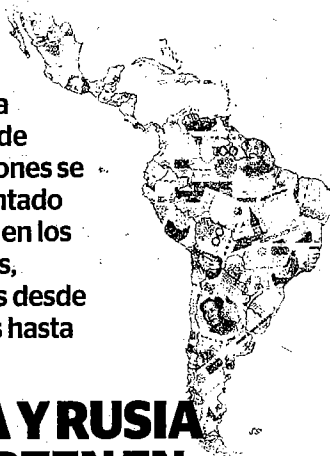 a
de
ones se
ntado
en los
s,
s desde
s hasta
A Y RUSIA